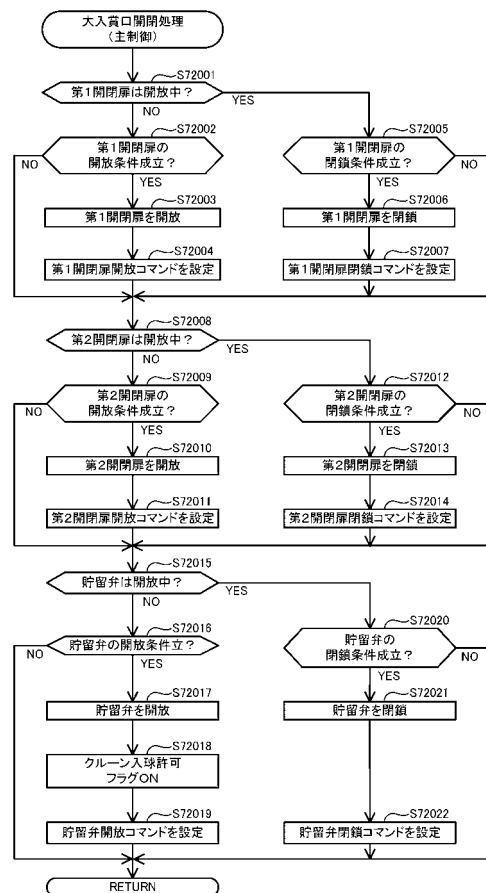 大入賞口開閉処理
(主制御)
S72001
第1開閉扉は開放中?
NO
YES
S72002
第1開閉扉の
開放条件成立?
NO
YES
S72005
第1開閉扉の
閉鎖条件成立?
NO
YES
S72003
第1開閉扉を開放
S72006
第1開閉扉を閉鎖
S72004
第1開閉扉開放コマンドを設定
S72007
第1開閉扉閉鎖コマンドを設定
S72008
第2開閉扉は開放中?
NO
YES
S72009
第2開閉扉の
開放条件成立?
NO
YES
S72012
第2開閉扉の
閉鎖条件成立?
NO
YES
S72010
第2開閉扉を開放
S72013
第2開閉扉を閉鎖
S72011
第2開閉扉開放コマンドを設定
S72014
第2開閉扉閉鎖コマンドを設定
S72015
貯留弁は開放中?
NO
YES
S72016
貯留弁の開放条件立?
NO
YES
S72020
貯留弁の
閉鎖条件成立?
NO
YES
S72017
貯留弁を開放
S72021
貯留弁を閉鎖
S72018
クルーン入球許可
フラグON
S72019
貯留弁開放コマンドを設定
S72022
貯留弁閉鎖コマンドを設定
RETURN